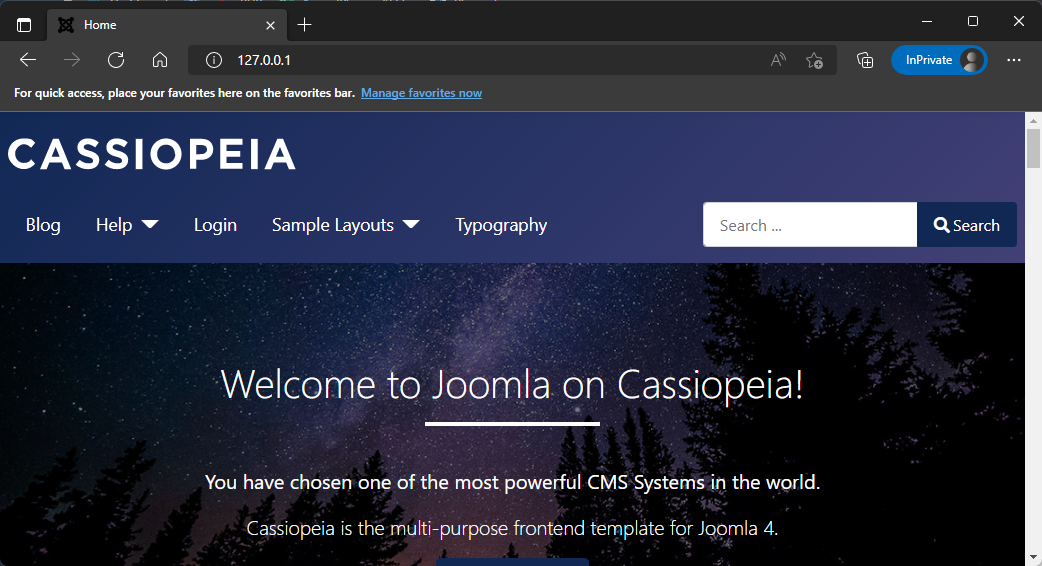 Home
127.0.0.1
InPrivate
For quick access, place your favorites here on the favorites bar. Manage favorites now
CASSIOPEIA
Blog Help Login Sample Layouts Typography Search ... Search
Welcome to Joomla on Cassiopeia!
You have chosen one of the most powerful CMS Systems in the world.
Cassiopeia is the multi-purpose frontend template for Joomla 4.